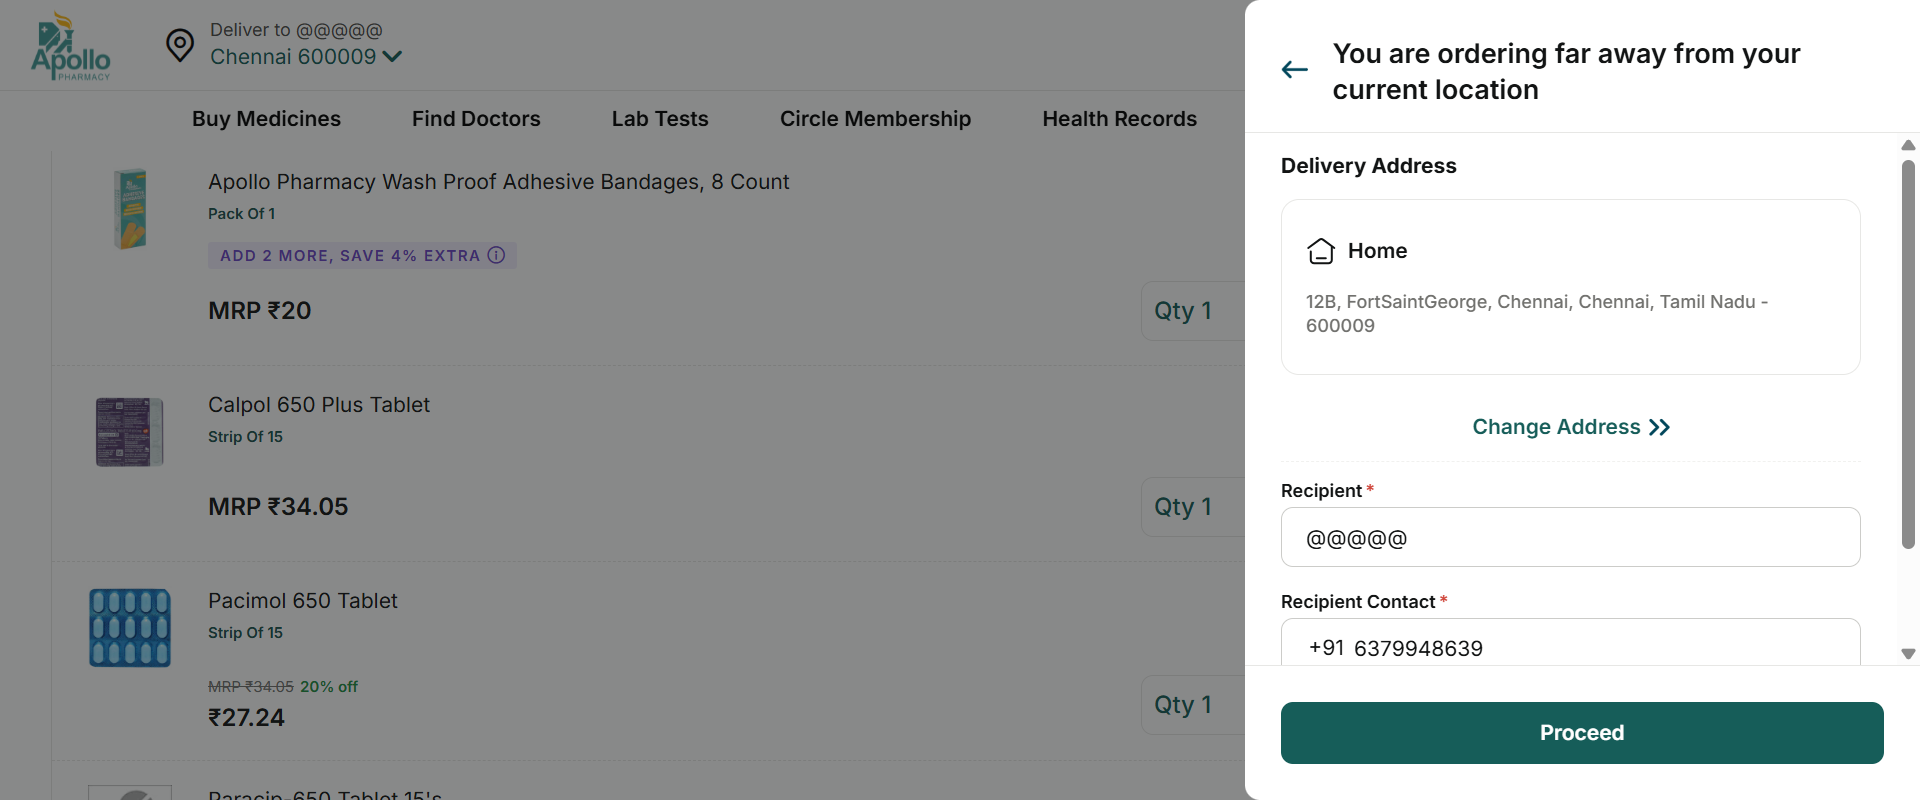 Apollo
PHARMACY
Deliver to @@@@@
Chennai 600009
Buy Medicines
Find Doctors
Lab Tests
Circle Membership
Health Records
Apollo Pharmacy Wash Proof Adhesive Bandages, 8 Count
Pack Of 1
ADD 2 MORE, SAVE 4% EXTRA
MRP ₹20
Qty 1
Calpol 650 Plus Tablet
Strip Of 15
MRP ₹34.05
Qty 1
Pacimol 650 Tablet
Strip Of 15
MRP ₹34.05 20% off
₹27.24
Qty 1
Paracip-650 Tablet 15's
You are ordering far away from your
current location
Delivery Address
Home
12B, FortSaintGeorge, Chennai, Chennai, Tamil Nadu -
600009
Change Address
Recipient *
@@@@@
Recipient Contact *
+91 6379948639
Proceed